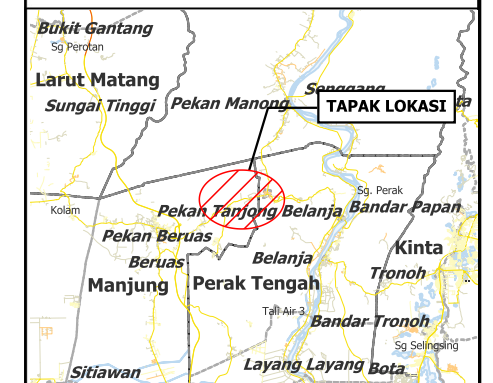 Bukit Gantang
Sg Perotan
Larut Matang
Sungai Tinggi
Pekan Manong
Senggang
TAPAK LOKASI
ta
Kolam
Sg. Perak
Pekan Tanjong Belanja
Bandar Papan
Pekan Beruas
Beruas
Belanja
Kinta
Tronoh
Manjung
Perak Tengah
Tali Air 3
Bandar Tronoh
Sg Selingsing
Sitiawan
Layang Layang
Bota